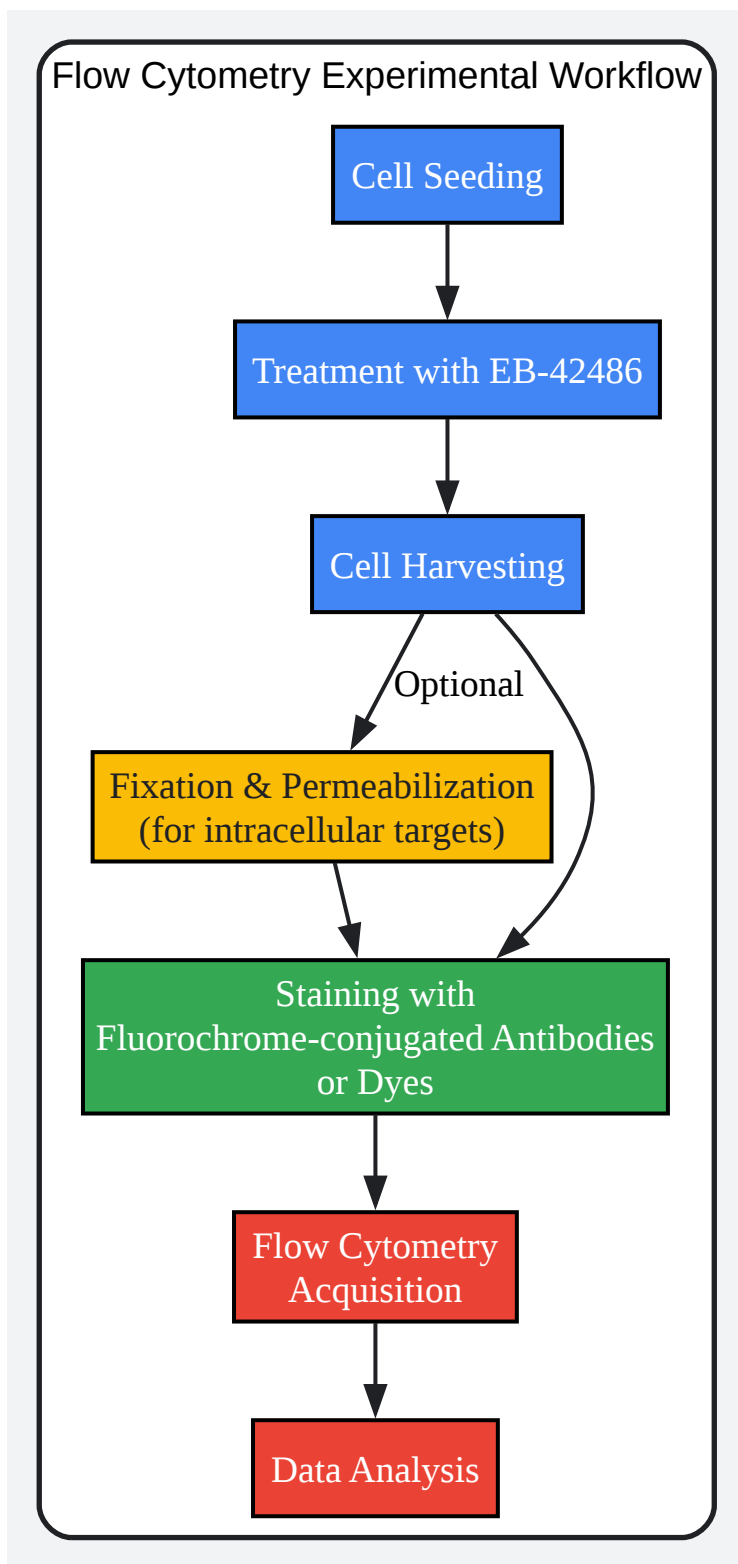 Flow Cytometry Experimental Workflow
Cell Seeding
Treatment with EB-42486
Cell Harvesting
Optional
Fixation & Permeabilization
(for intracellular targets)
Staining with
Fluorochrome-conjugated Antibodies
or Dyes
Flow Cytometry
Acquisition
Data Analysis